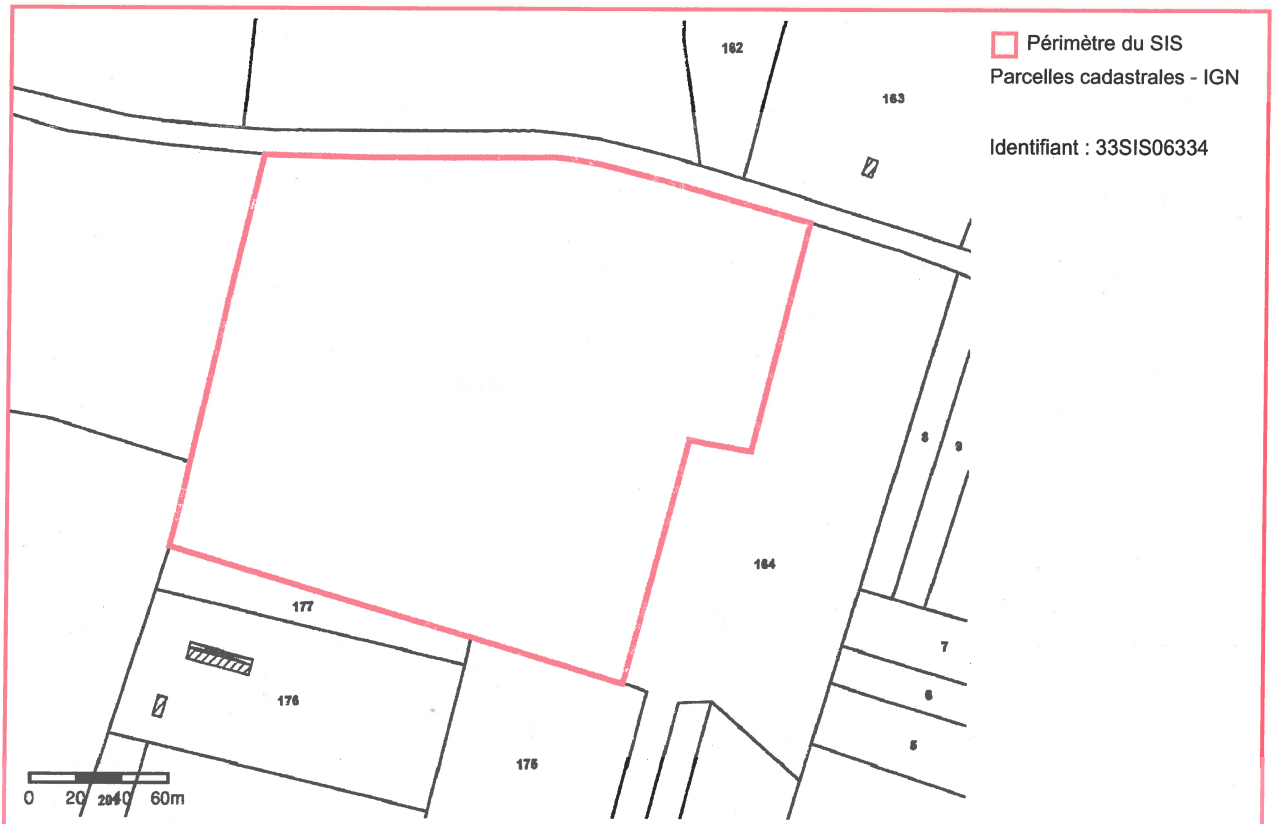 Périmètre du SIS
Parcelles cadastrales - IGN
Identifiant : 33SIS06334
162
163
8
9
164
177
7
6
176
5
175
0 20 40 60m